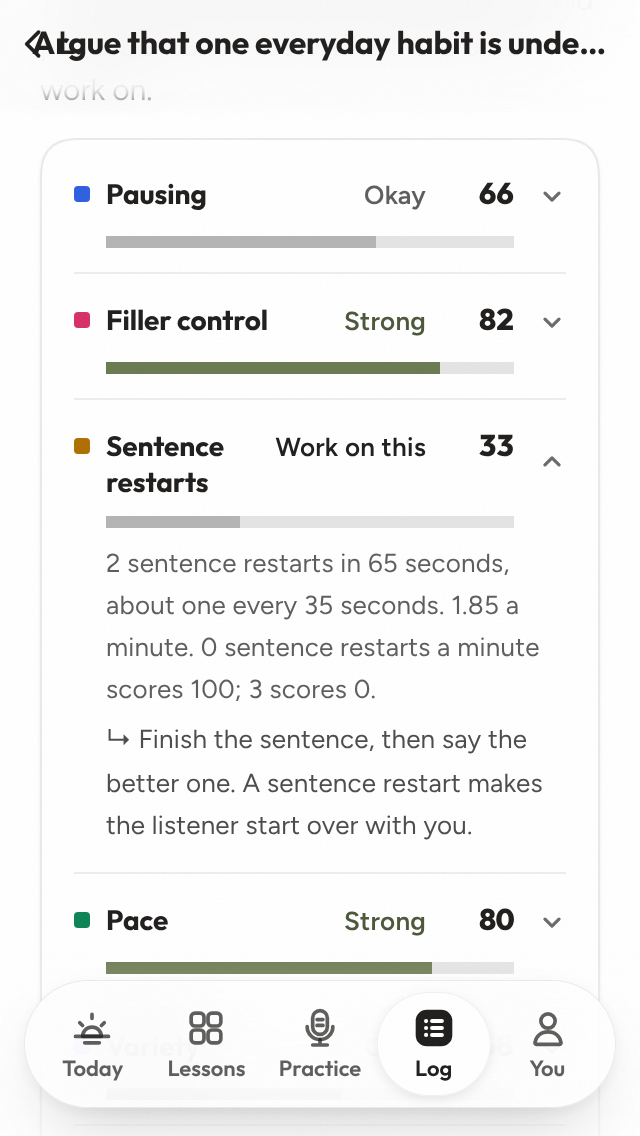 Argue that one everyday habit is unde...
work on.
Pausing Okay 66
Filler control Strong 82
Sentence restarts Work on this 33
2 sentence restarts in 65 seconds,
about one every 35 seconds. 1.85 a
minute. 0 sentence restarts a minute
scores 100; 3 scores 0.
↳ Finish the sentence, then say the
better one. A sentence restart makes
the listener start over with you.
Pace Strong 80
Variety
Today Lessons Practice Log You